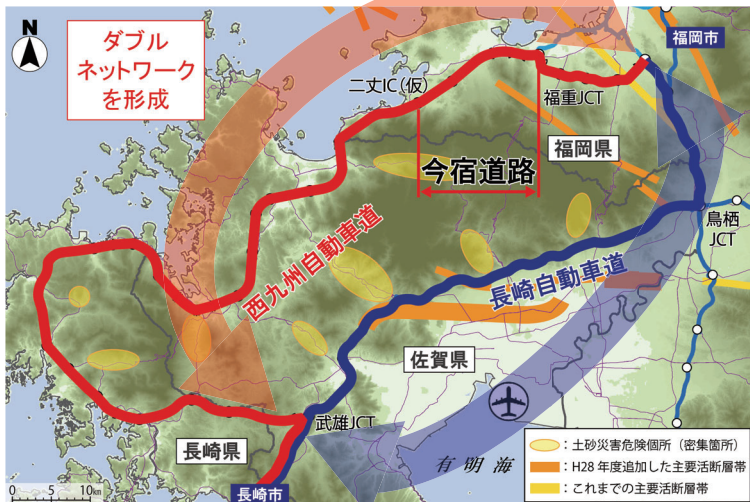 N
ダブル
ネットワーク
を形成
福岡市
二丈IC(仮)
福重JCT
福岡県
今宿道路
鳥栖
JCT
西九州自動車道
長崎自動車道
佐賀県
武雄JCT
長崎県
有明海
長崎市
0 5 10km
:土砂災害危険個所(密集箇所)
:H28年度追加した主要活断層帯
:これまでの主要活断層帯